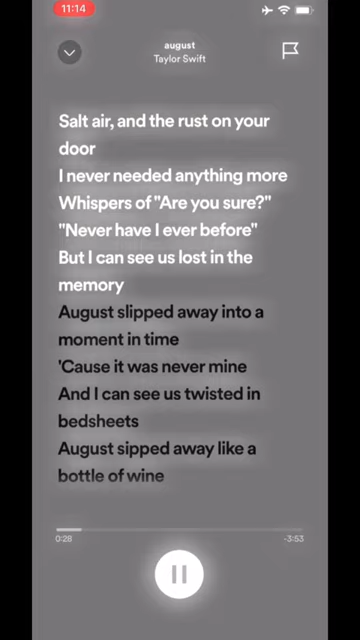 11:14
august
Taylor Swift
Salt air, and the rust on your
door
I never needed anything more
Whispers of "Are you sure?"
"Never have I ever before"
But I can see us lost in the
memory
August slipped away into a
moment in time
'Cause it was never mine
And I can see us twisted in
bedsheets
August sipped away like a
bottle of wine
0:28
-3:53